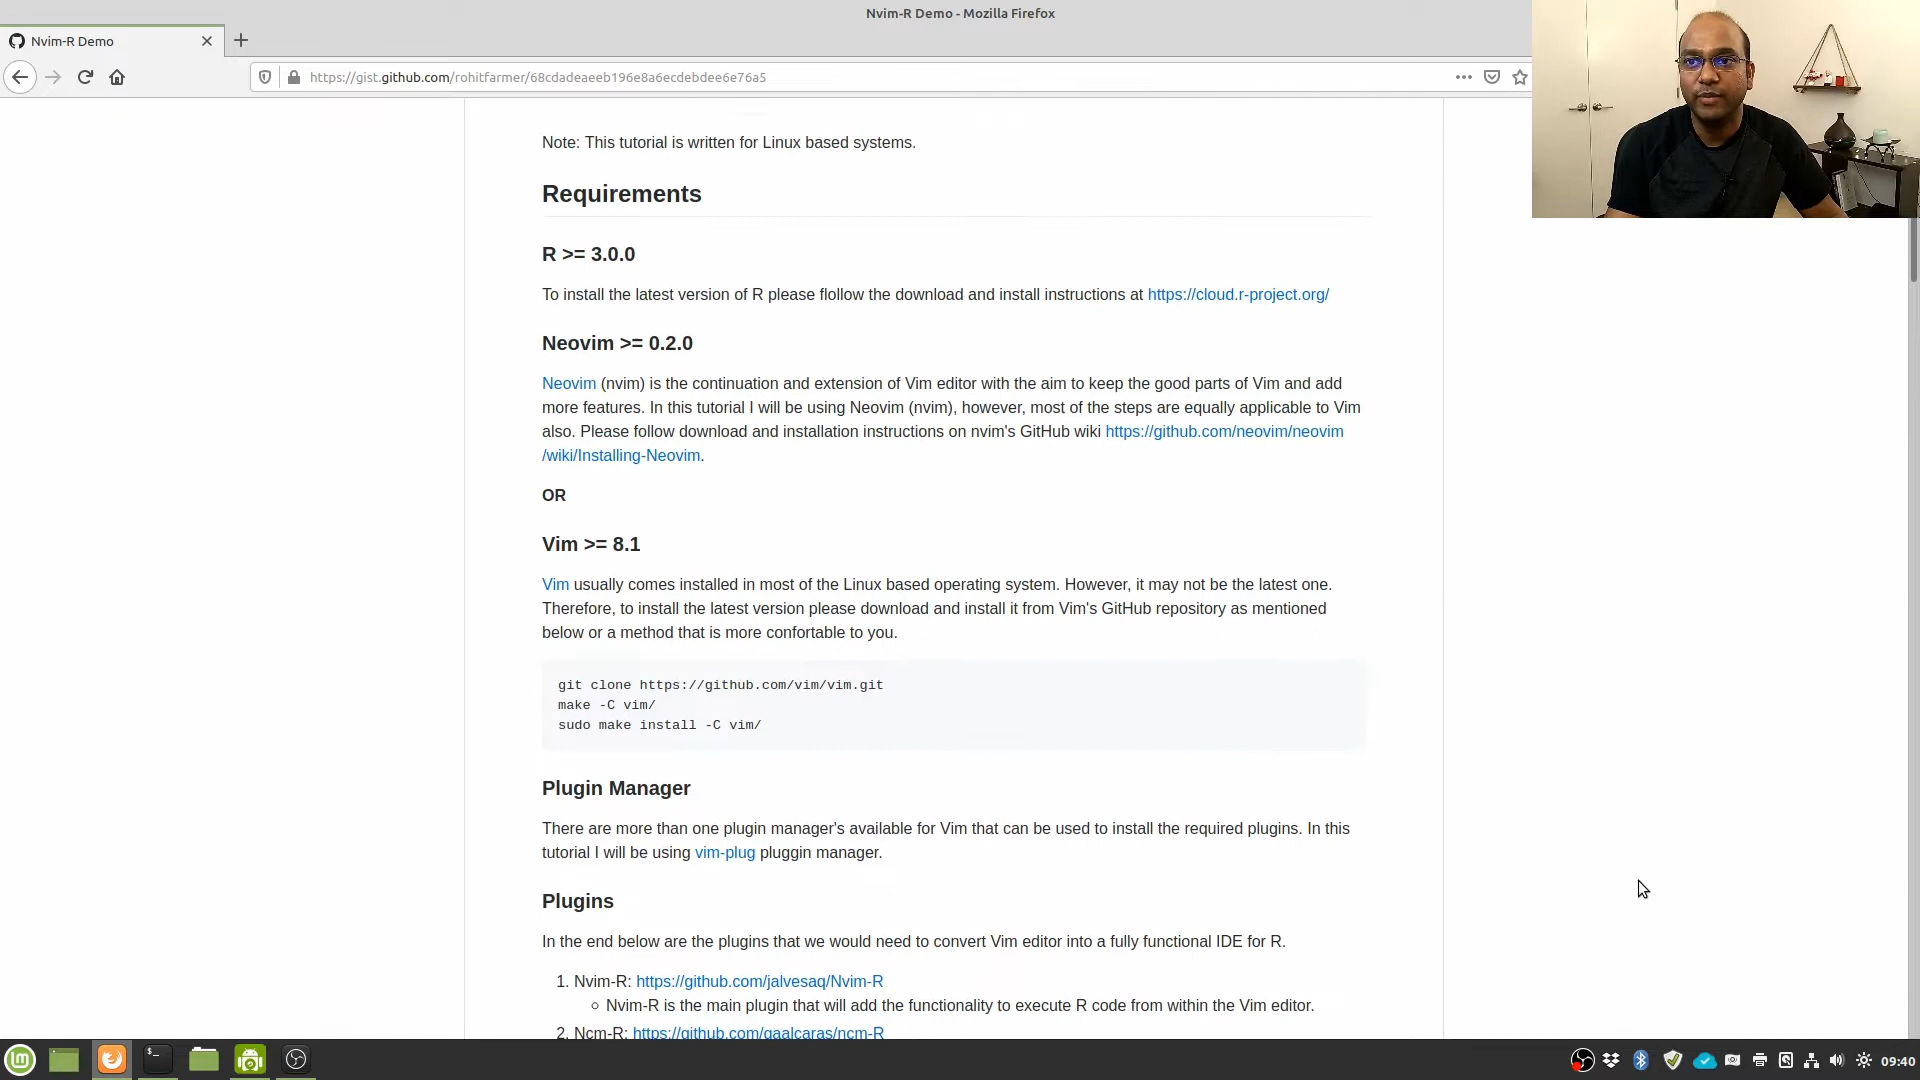 Nvim-R Demo - Mozilla Firefox
Nvim-R Demo
https://gist.github.com/rohitfarmer/68cdadeaeeb196e8a6ecdebdee6e76a5
Note: This tutorial is written for Linux based systems.
Requirements
R >= 3.0.0
To install the latest version of R please flollow the download and install instructions at https://cloud.r-project.org/
Neovim >= 0.2.0
Neovim (nvim) is the continuation and extension of Vim editor with the aim to keep the good parts of Vim and add
more features. In this tutorial I will be using Neovim (nvim), however, most of the steps are equally applicable to Vim
also. Please follow download and installation instructions on nvim's GitHub wiki https://github.com/neovim/neovim
/wiki/Installing-Neovim.
OR
Vim >= 8.1
Vim usually comes installed in most of the Linux based operating system. However, it may not be the latest one.
Therefore, to install the latest version please download and install it from Vim's GitHub repository as mentioned
below or a method that is more confortable to you.
git clone https://github.com/vim/vim.git
make -C vim/
sudo make install -C vim/
Plugin Manager
There are more than one plugin manager's available for Vim that can be used to install the required plugins. In this
tutorial I will be using vim-plug pluggin manager.
Plugins
In the end below are the plugins that we would need to convert Vim editor into a fully functional IDE for R.
1. Nvim-R: https://github.com/jalvesaq/Nvim-R
Nvim-R is the main plugin that will add the functionality to execute R code from within the Vim editor.
2. Ncm-R: https://github.com/gaalcaras/ncm-R
09:40